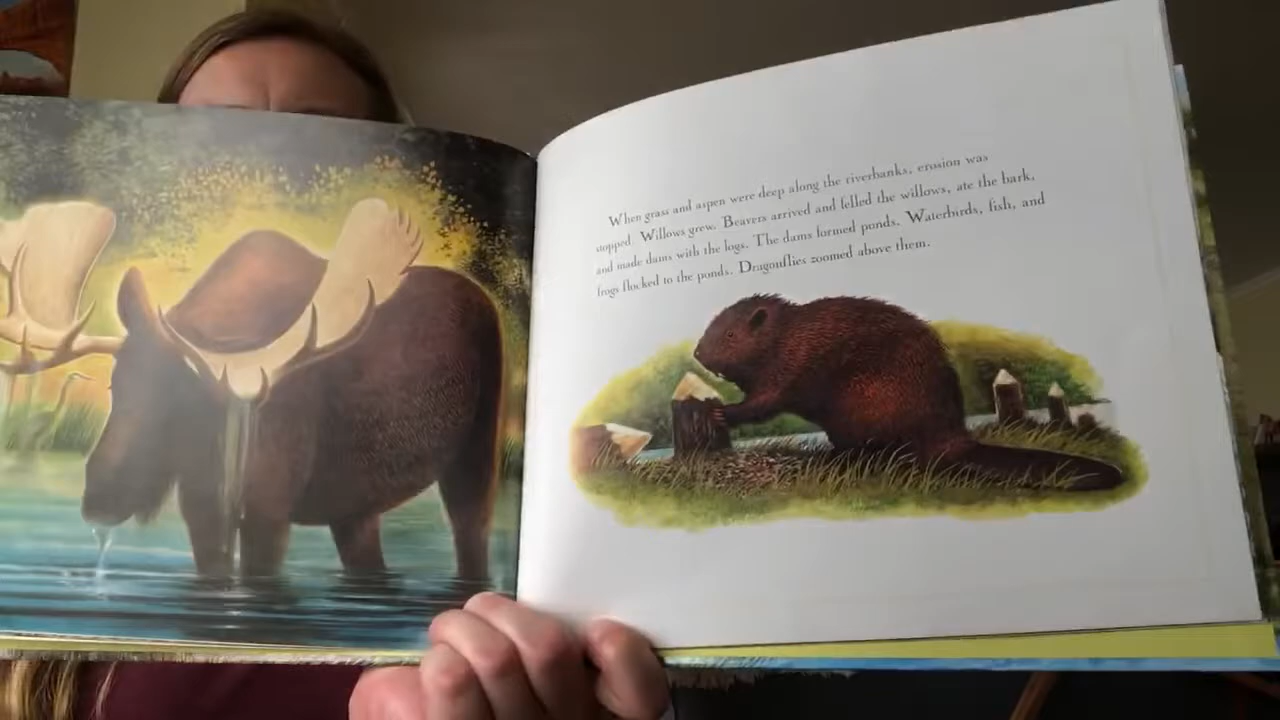 When grass and aspen were deep along the riverbanks, erosion was
stopped. Willows grew. Beavers arrived and felled the willows, ate the bark,
and made dams with the logs. The dams formed ponds. Waterbirds, fish, and
frogs flocked to the ponds. Dragonflies zoomed above them.